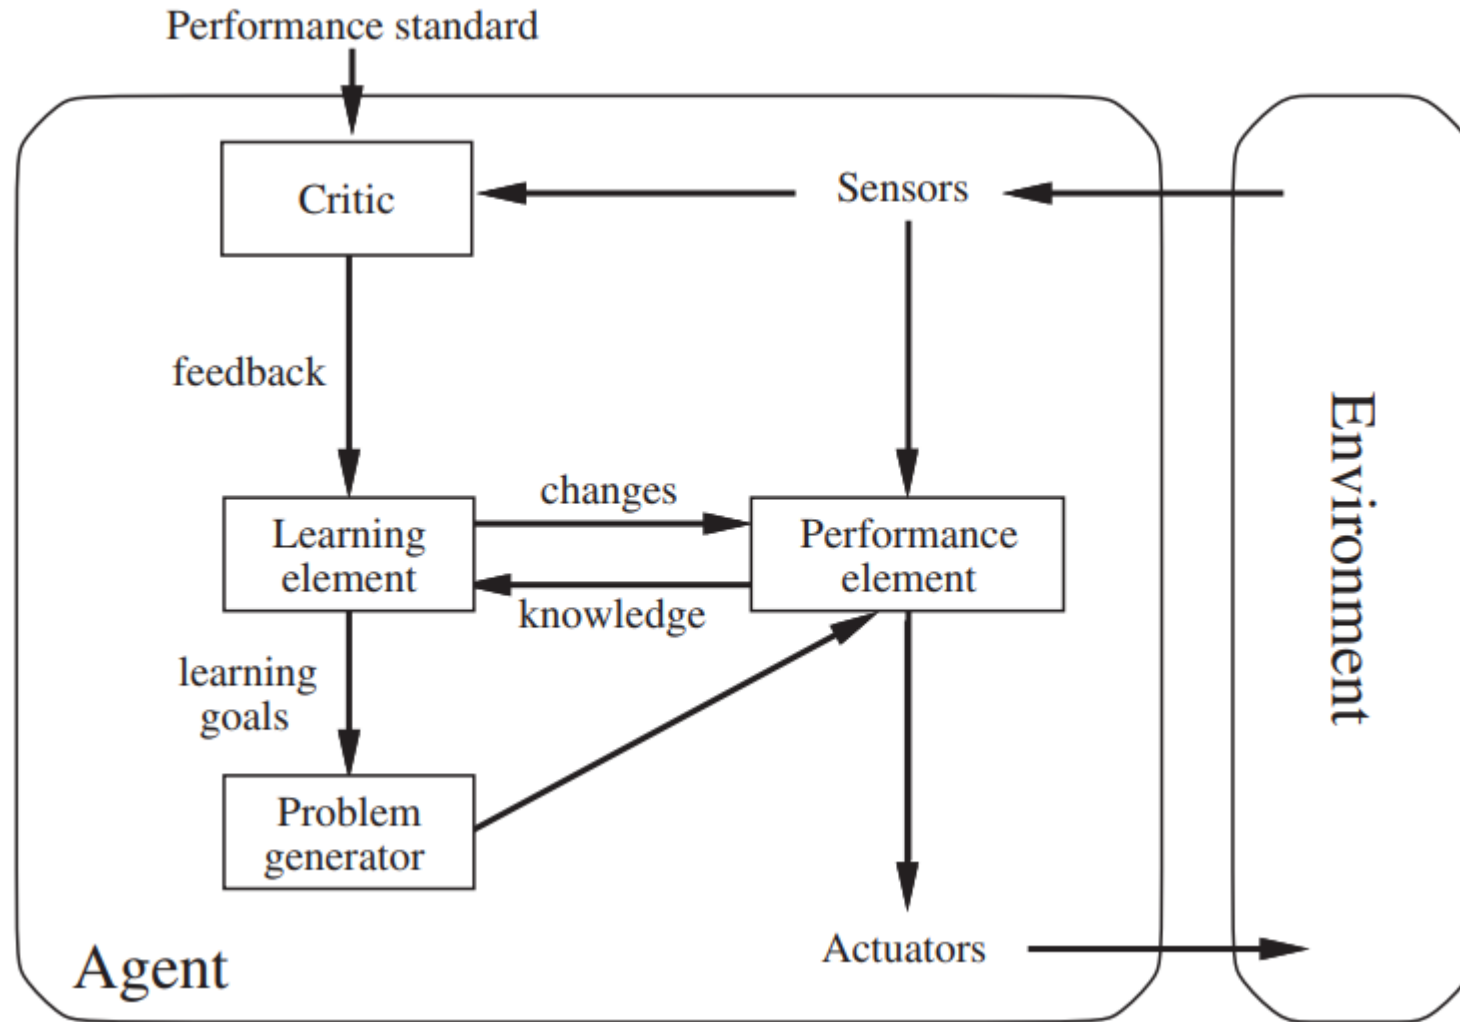 Performance standard
Critic
Sensors
feedback
changes
Learning
element
Performance
element
knowledge
learning
goals
Problem
generator
Agent
Actuators
Environment